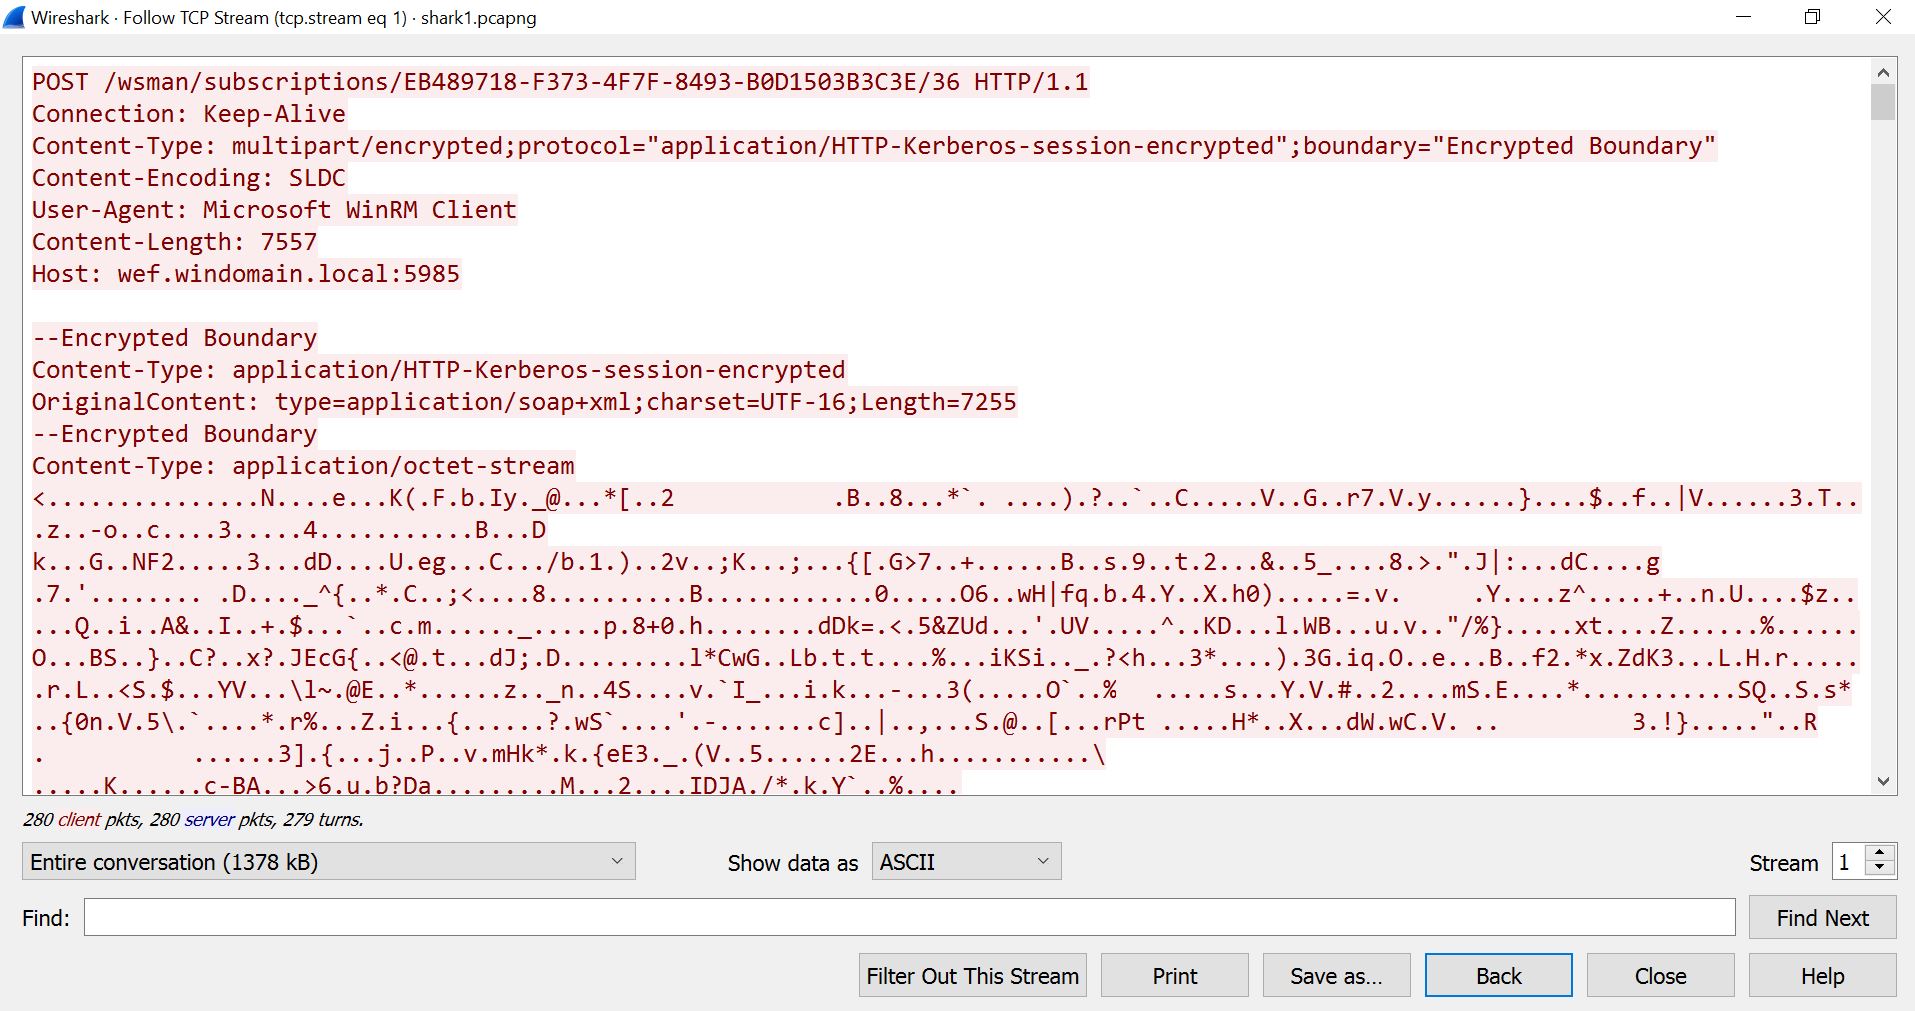 Wireshark · Follow TCP Stream (tcp.stream eq 1) · shark1.pcapng
POST /wsman/subscriptions/EB489718-F373-4F7F-8493-B0D1503B3C3E/36 HTTP/1.1
Connection: Keep-Alive
Content-Type: multipart/encrypted;protocol="application/HTTP-Kerberos-session-encrypted";boundary="Encrypted Boundary"
Content-Encoding: SLDC
User-Agent: Microsoft WinRM Client
Content-Length: 7557
Host: wef.windomain.local:5985
--Encrypted Boundary
Content-Type: application/HTTP-Kerberos-session-encrypted
OriginalContent: type=application/soap+xml;charset=UTF-16;Length=7255
--Encrypted Boundary
Content-Type: application/octet-stream
<...............N....e...K(.F.b.Iy._@...*[..2 .B..8...*`. ....).?..`..C.....V..G..r7.V.y......}....$..f..|V......3.T..
.z..-o..c....3.....4...........B...D
k...G..NF2.....3...dD....U.eg...C.../b.1.)..2v..;K...;...{[.G>7..+......B..s.9..t.2...&..5_....8.>.".J|:...dC....g
.7.'........ .D...._^{..*.C..;<....8..........B............0.....O6..wH|fq.b.4.Y..X.h0).....=.v. .Y....z^.....+..n.U....$z..
...Q..i..A&..I..+.$...`..c.m......_.....p.8+0.h........dDk=.<.5&ZUd...'.UV.....^..KD...l.WB...u.v.."/%}.....xt....Z......%......
O...BS..}..C?..x?.JEcG{..<@.t...dJ;.D.........l*CwG..Lb.t.t....%...iKSi.._.?<h...3*....).3G.iq.O..e...B..f2.*x.ZdK3...L.H.r.....
.r.L..<S.$...YV...\l~.@E..*......z.._n..4S....v.`I_...i.k...-...3(.....O`..% .....s...Y.V.#..2....mS.E....*...........SQ..S.s*
..{0n.V.5\.`....*.r%...Z.i...{......?.wS`....'.-.......c]..|..,...S.@..[...rPt .....H*..X...dW.wC.V. .. 3.!}....."..R
. ......3].{...j..P..v.mHk*.k.{eE3._.(V..5......2E...h...........\
.....K......c-BA...>6.u.b?Da.........M...2....IDJA./*.k.Y`..%....
280 client pkts, 280 server pkts, 279 turns.
Entire conversation (1378 kB) Show data as ASCII Stream 1
Find: Find Next
Filter Out This Stream Print Save as… Back Close Help